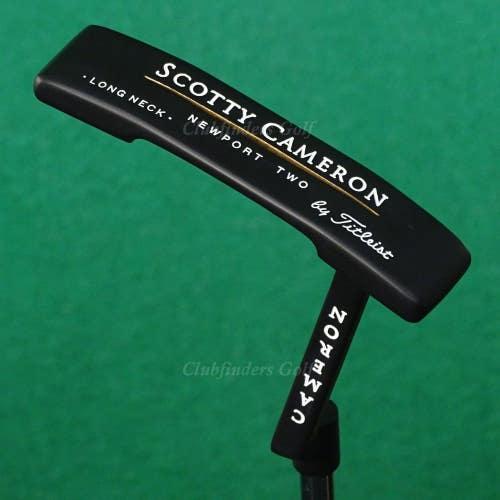 SCOTTY CAMERON
·LONG NECK· NEWPORT TWO
by Titleist
CAMERON
Clubfinders Golf
Clubfinders Golf